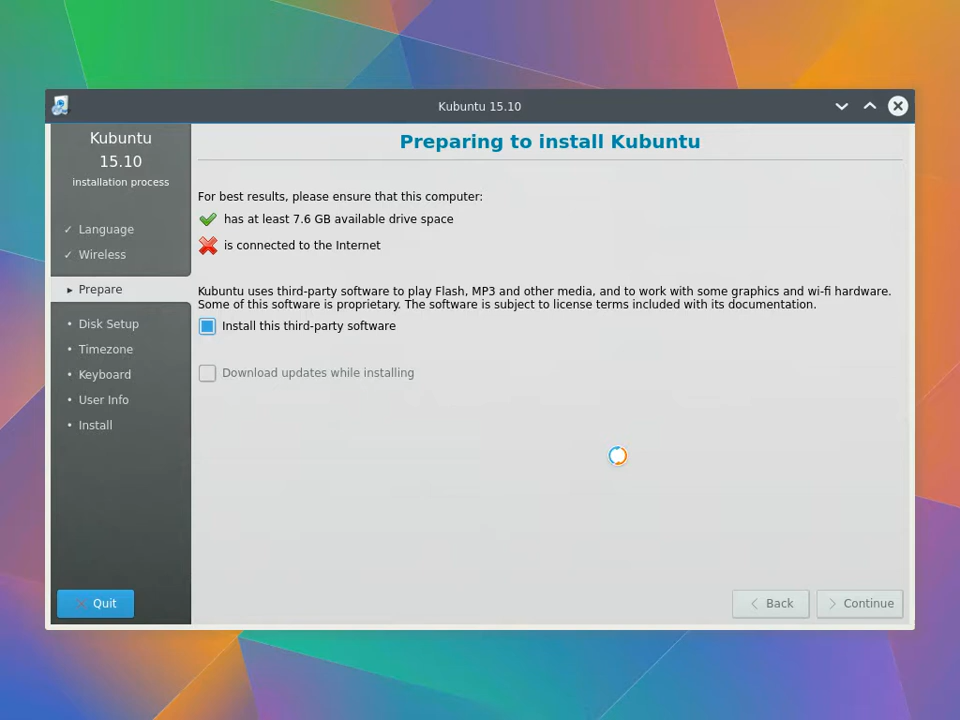 Kubuntu 15.10
Kubuntu
15.10
installation process
✓ Language
✓ Wireless
▸ Prepare
• Disk Setup
• Timezone
• Keyboard
• User Info
• Install
Quit
Preparing to install Kubuntu
For best results, please ensure that this computer:
has at least 7.6 GB available drive space
is connected to the Internet
Kubuntu uses third-party software to play Flash, MP3 and other media, and to work with some graphics and wi-fi hardware.
Some of this software is proprietary. The software is subject to license terms included with its documentation.
Install this third-party software
Download updates while installing
Back
Continue